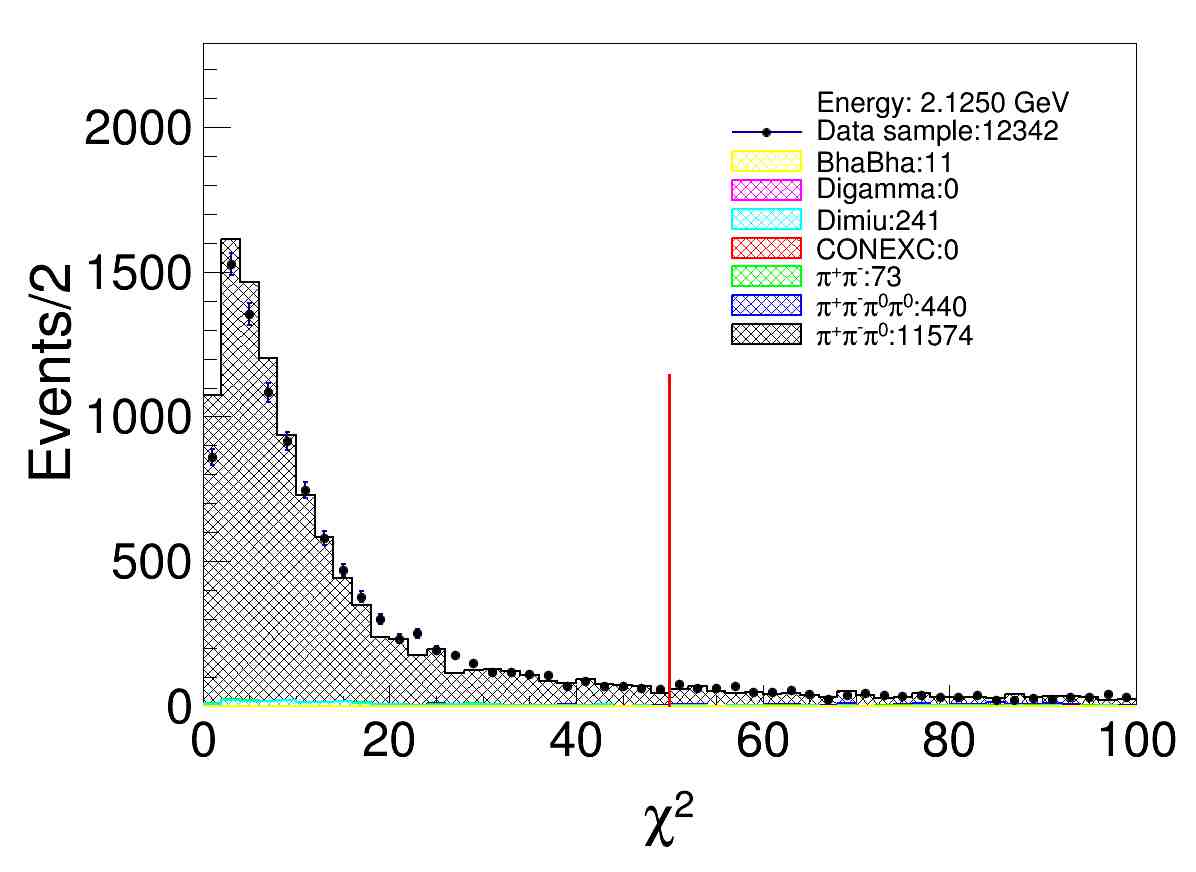 Energy: 2.1250 GeV
Data sample:12342
BhaBha:11
Digamma:0
Dimiu:241
CONEXC:0
π⁺π⁻:73
π⁺π⁻π⁰π⁰:440
π⁺π⁻π⁰:11574
Events/2
2000
1500
1000
500
0
0 20 40 60 80 100
χ²